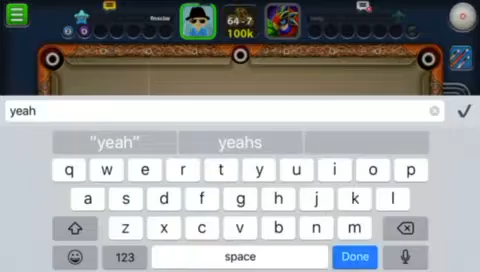 64 - 7
100k
yeah
"yeah" yeahs
q w e r t y u i o p
a s d f g h j k l
z x c v b n m
123 space Done